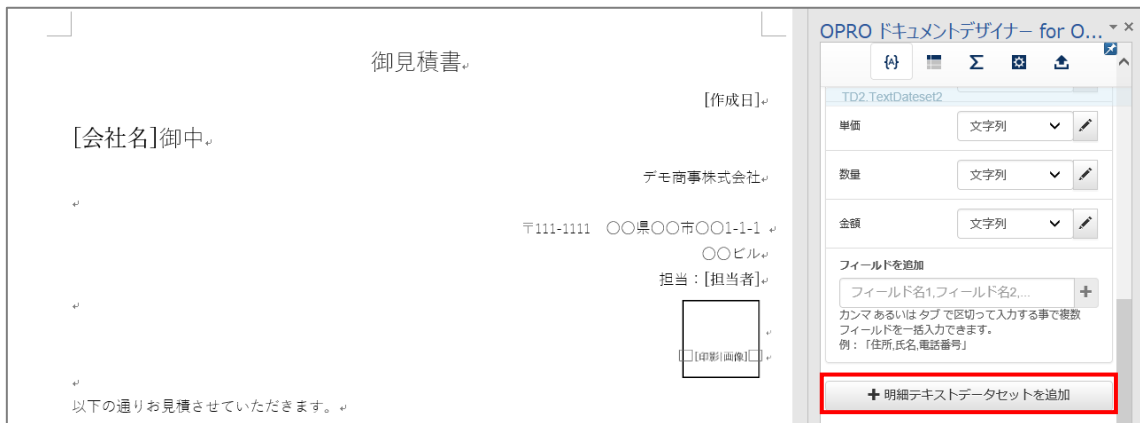 御見積書
[作成日]
[会社名]御中
デモ商事株式会社
〒111-1111　〇〇県〇〇市〇〇1-1-1
〇〇ビル
担当：[担当者]
[印影|画像]
以下の通りお見積させていただきます。
OPRO ドキュメントデザイナー for O...
{A}
Σ
TD2.TextDateset2
単価
文字列
数量
文字列
金額
文字列
フィールドを追加
フィールド名1,フィールド名2,...
+
カンマ あるいは タブ で区切って入力する事で複数
フィールドを一括入力できます。
例：「住所,氏名,電話番号」
+ 明細テキストデータセットを追加